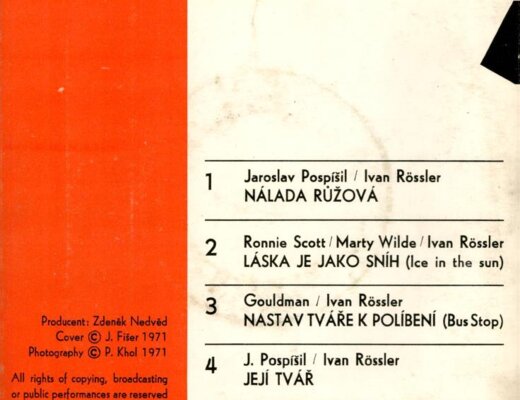 1 Jaroslav Pospíšil / Ivan Rössler
NÁLADA RŮŽOVÁ
2 Ronnie Scott / Marty Wilde / Ivan Rössler
LÁSKA JE JAKO SNÍH (Ice in the sun)
3 Gouldman / Ivan Rössler
NASTAV TVÁŘE K POLÍBENÍ (Bus Stop)
4 J. Pospíšil / Ivan Rössler
JEJÍ TVÁŘ
Producent: Zdeněk Nedvěd
Cover © J. Fišer 1971
Photography © P. Khol 1971
All rights of copying, broadcasting
or public performances are reserved